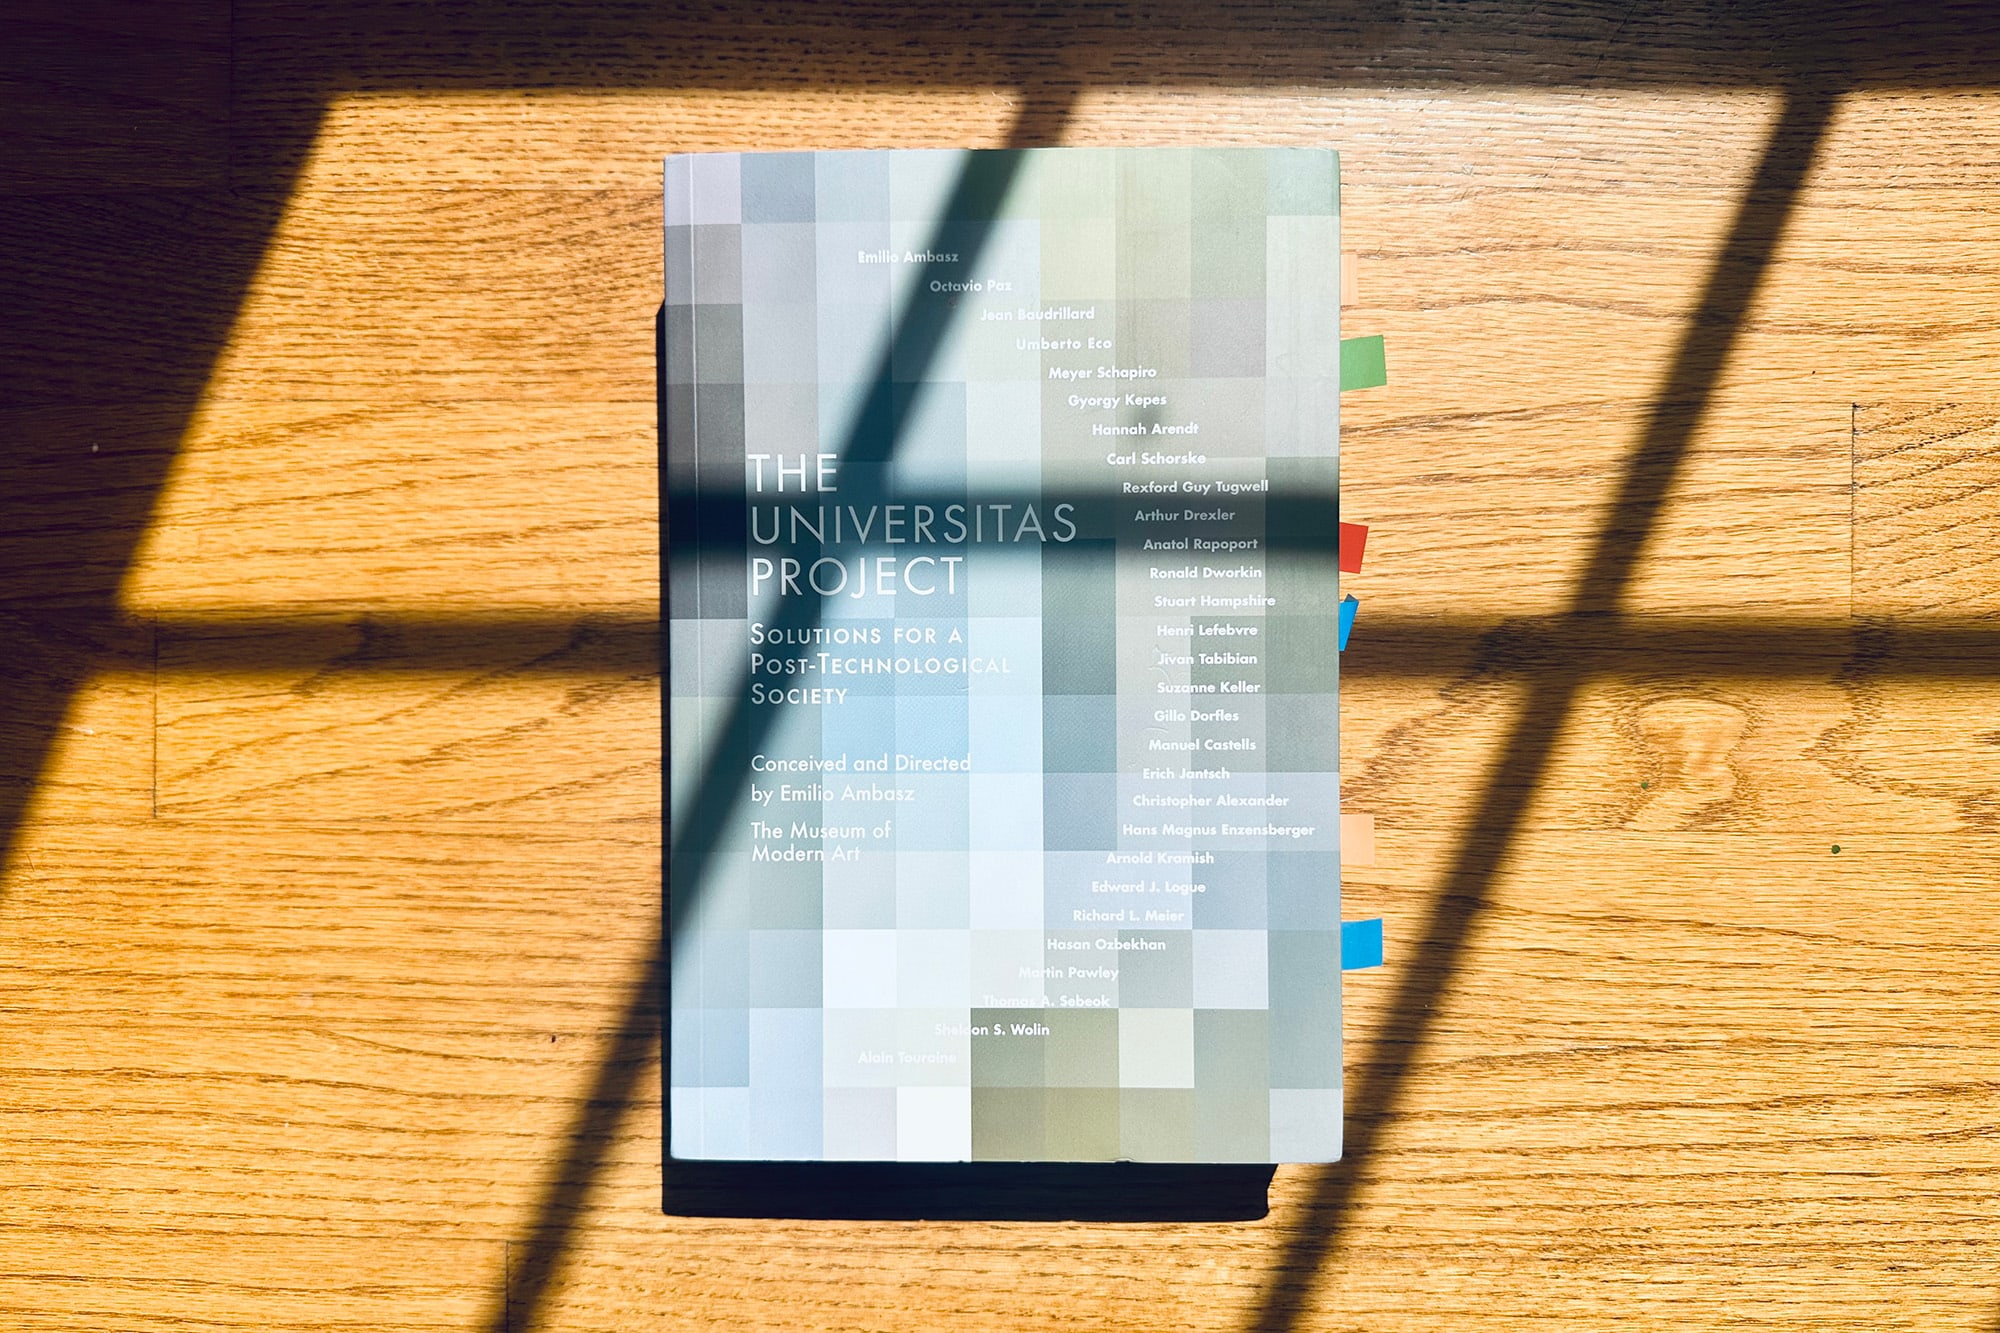 THE
UNIVERSITAS
PROJECT
SOLUTIONS FOR A
POST-TECHNOLOGICAL
SOCIETY
Conceived and Directed
by Emilio Ambasz
The Museum of
Modern Art
Emilio Ambasz
Octavio Paz
Jean Baudrillard
Umberto Eco
Meyer Schapiro
Gyorgy Kepes
Hannah Arendt
Carl Schorske
Rexford Guy Tugwell
Arthur Drexler
Anatol Rapoport
Ronald Dworkin
Stuart Hampshire
Henri Lefebvre
Jivan Tabibian
Suzanne Keller
Gillo Dorfles
Manuel Castells
Erich Jantsch
Christopher Alexander
Hans Magnus Enzensberger
Arnold Kramish
Edward J. Logue
Richard L. Meier
Hasan Ozbekhan
Martin Pawley
Thomas A. Sebeok
Sheldon S. Wolin
Alain Touraine